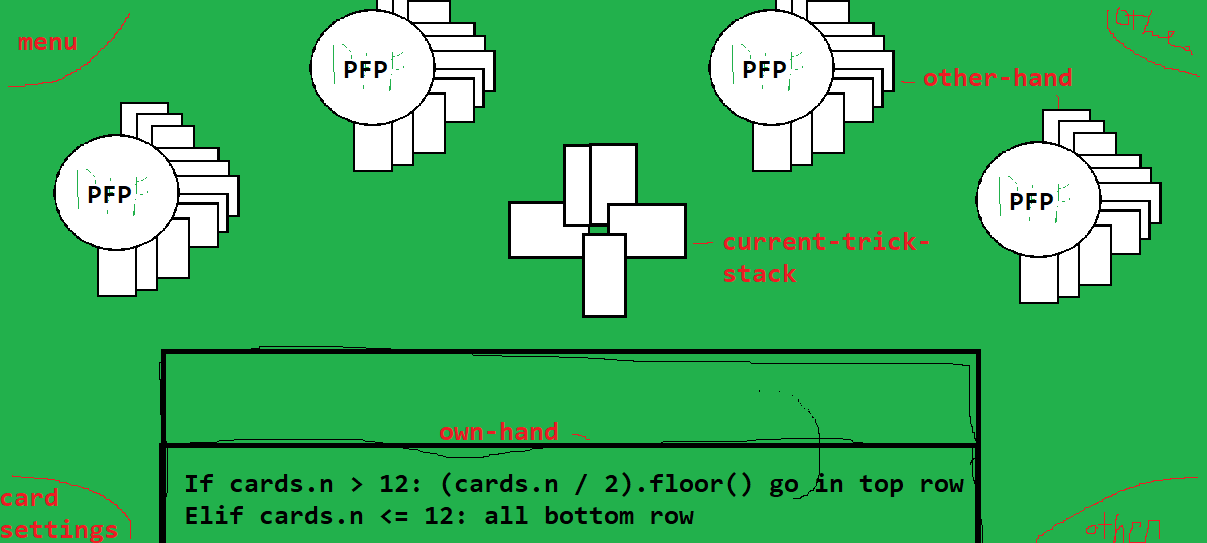 menu
other
PFP
PFP
other-hand
PFP
PFP
current-trick-
stack
own-hand
If cards.n > 12: (cards.n / 2).floor() go in top row
Elif cards.n <= 12: all bottom row
card
settings
other